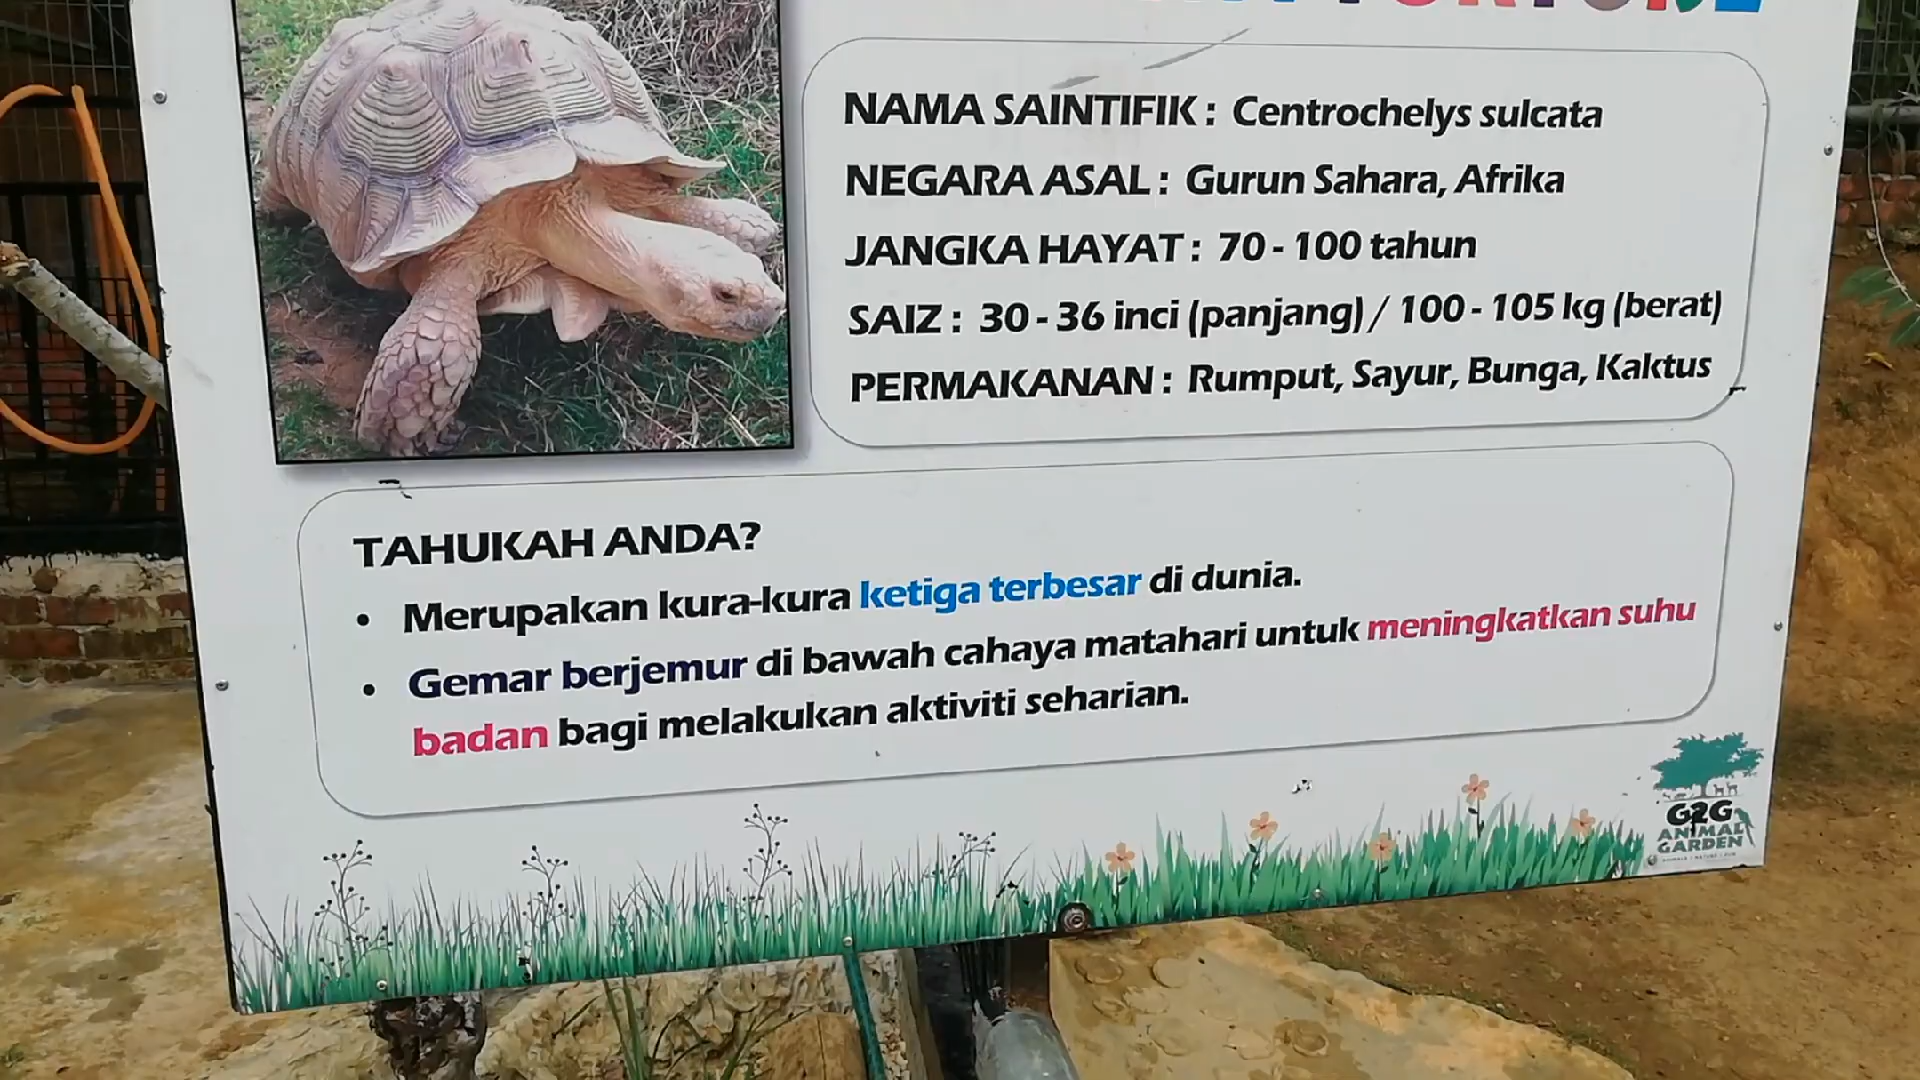 NAMA SAINTIFIK : Centrochelys sulcata
NEGARA ASAL : Gurun Sahara, Afrika
JANGKA HAYAT : 70 - 100 tahun
SAIZ : 30 - 36 inci (panjang) / 100 - 105 kg (berat)
PERMAKANAN : Rumput, Sayur, Bunga, Kaktus
TAHUKAH ANDA?
• Merupakan kura-kura ketiga terbesar di dunia.
• Gemar berjemur di bawah cahaya matahari untuk meningkatkan suhu
badan bagi melakukan aktiviti seharian.
G2G
ANIMAL
GARDEN